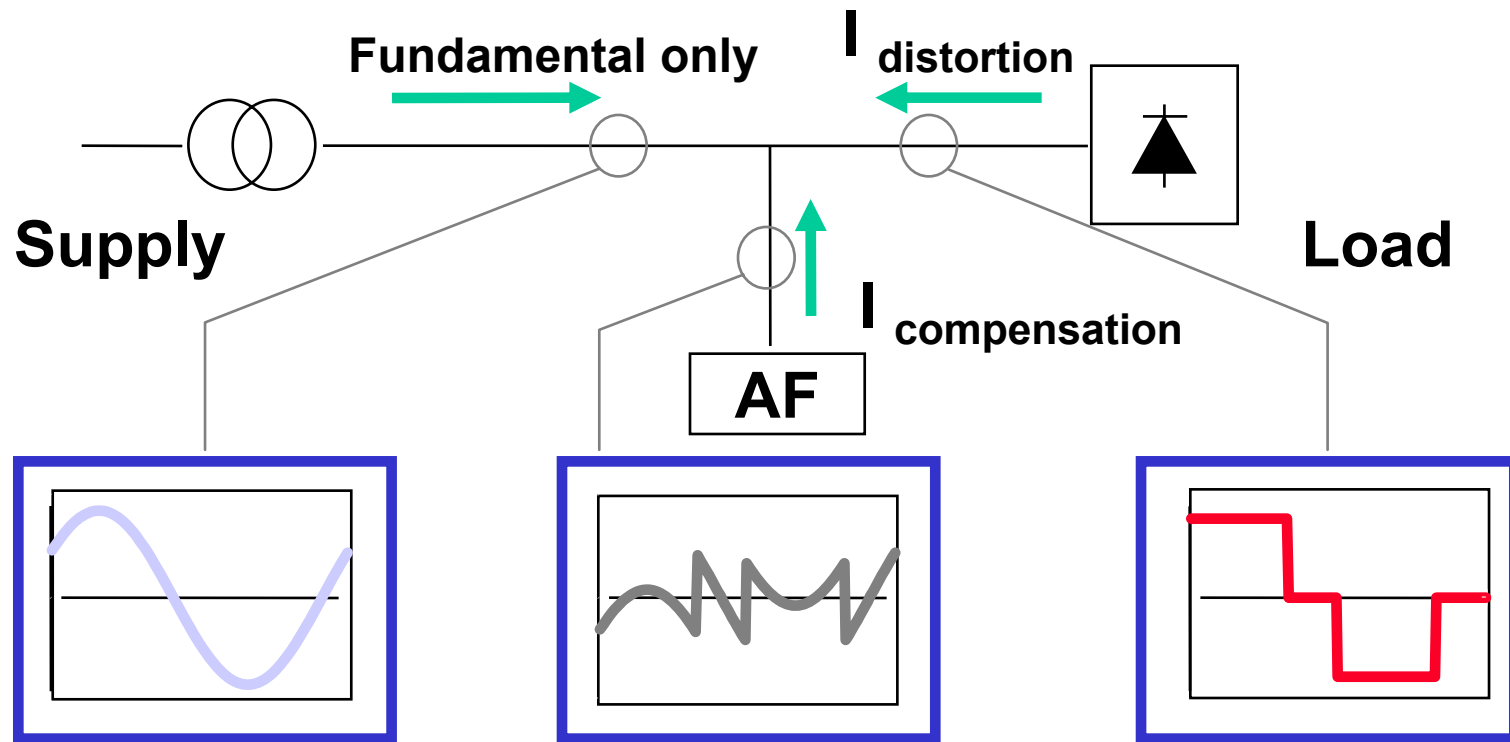 Fundamental only
I distortion
Supply
Load
I compensation
AF